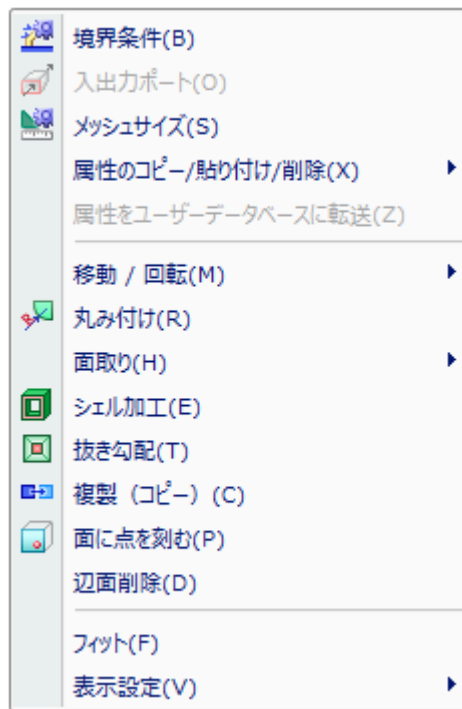 境界条件(B)
入出力ポート(O)
メッシュサイズ(S)
属性のコピー/貼り付け/削除(X)
属性をユーザーデータベースに転送(Z)
移動 / 回転(M)
丸み付け(R)
面取り(H)
シェル加工(E)
抜き勾配(T)
複製（コピー）(C)
面に点を刻む(P)
辺面削除(D)
フィット(F)
表示設定(V)